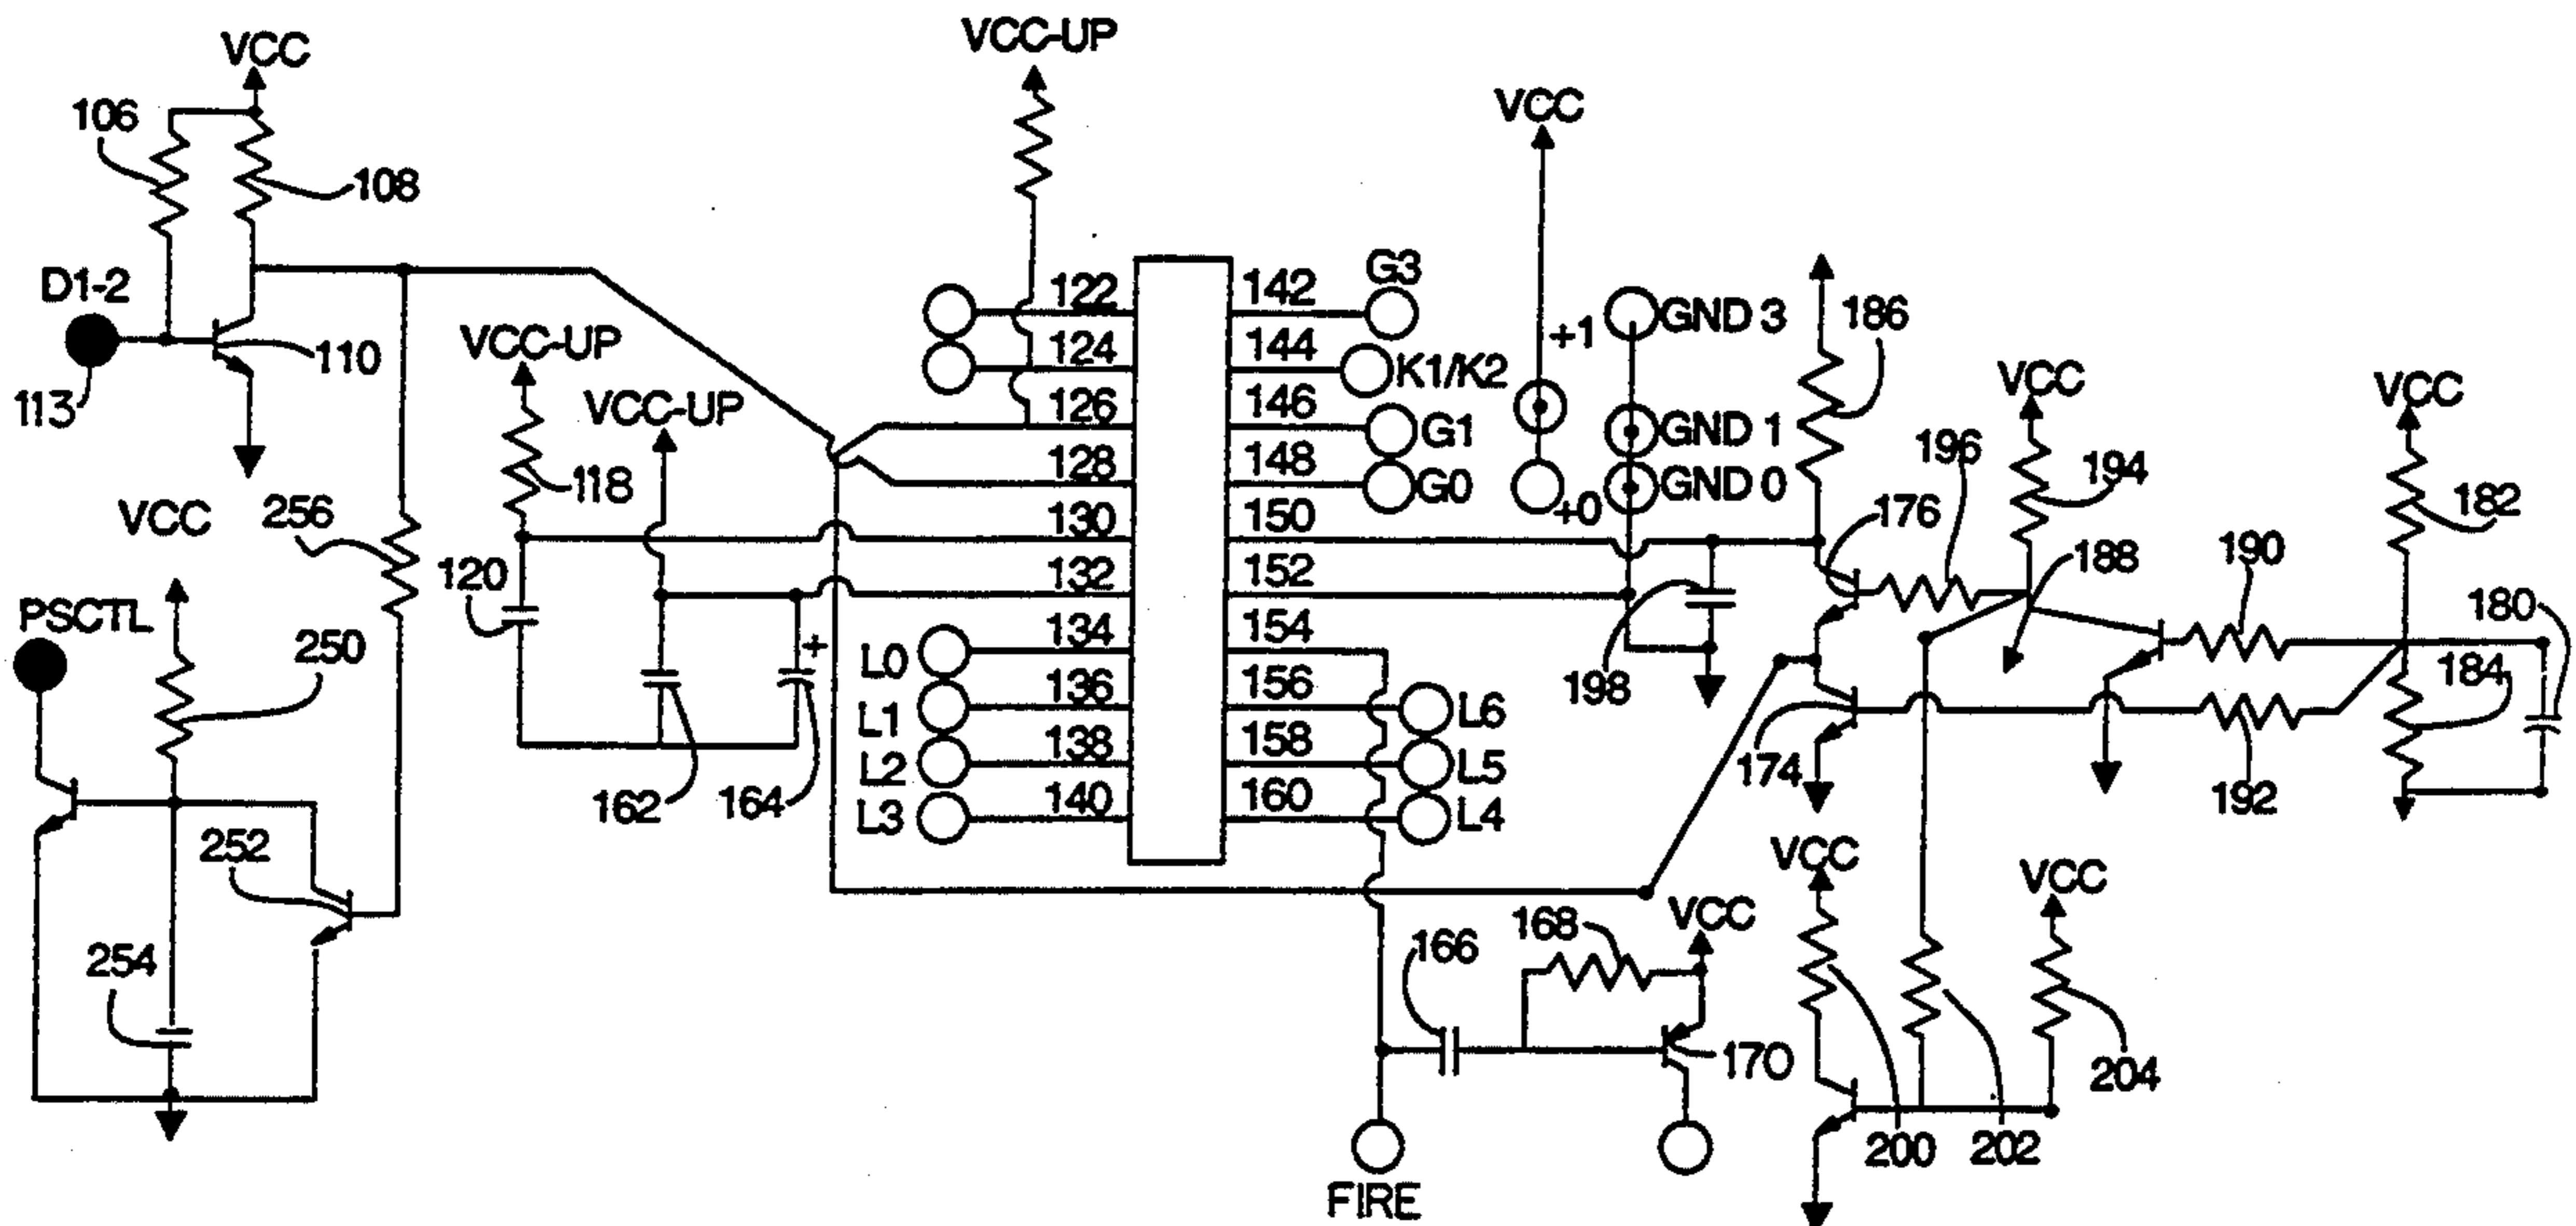 VCC-UP
VCC
VCC
106
108
D1-2
113
110
VCC-UP
VCC-UP
118
120
162
164
VCC
256
PSCTL
250
252
254
122
124
126
128
130
132
134
136
138
140
142
144
146
148
150
152
154
156
158
160
G3
K1/K2
G1
G0
L0
L1
L2
L3
L6
L5
L4
+1
+0
GND 3
GND 1
GND 0
186
VCC
VCC
196
194
182
176
188
190
180
198
184
174
192
VCC
VCC
VCC
168
166
170
204
200
202
FIRE
+